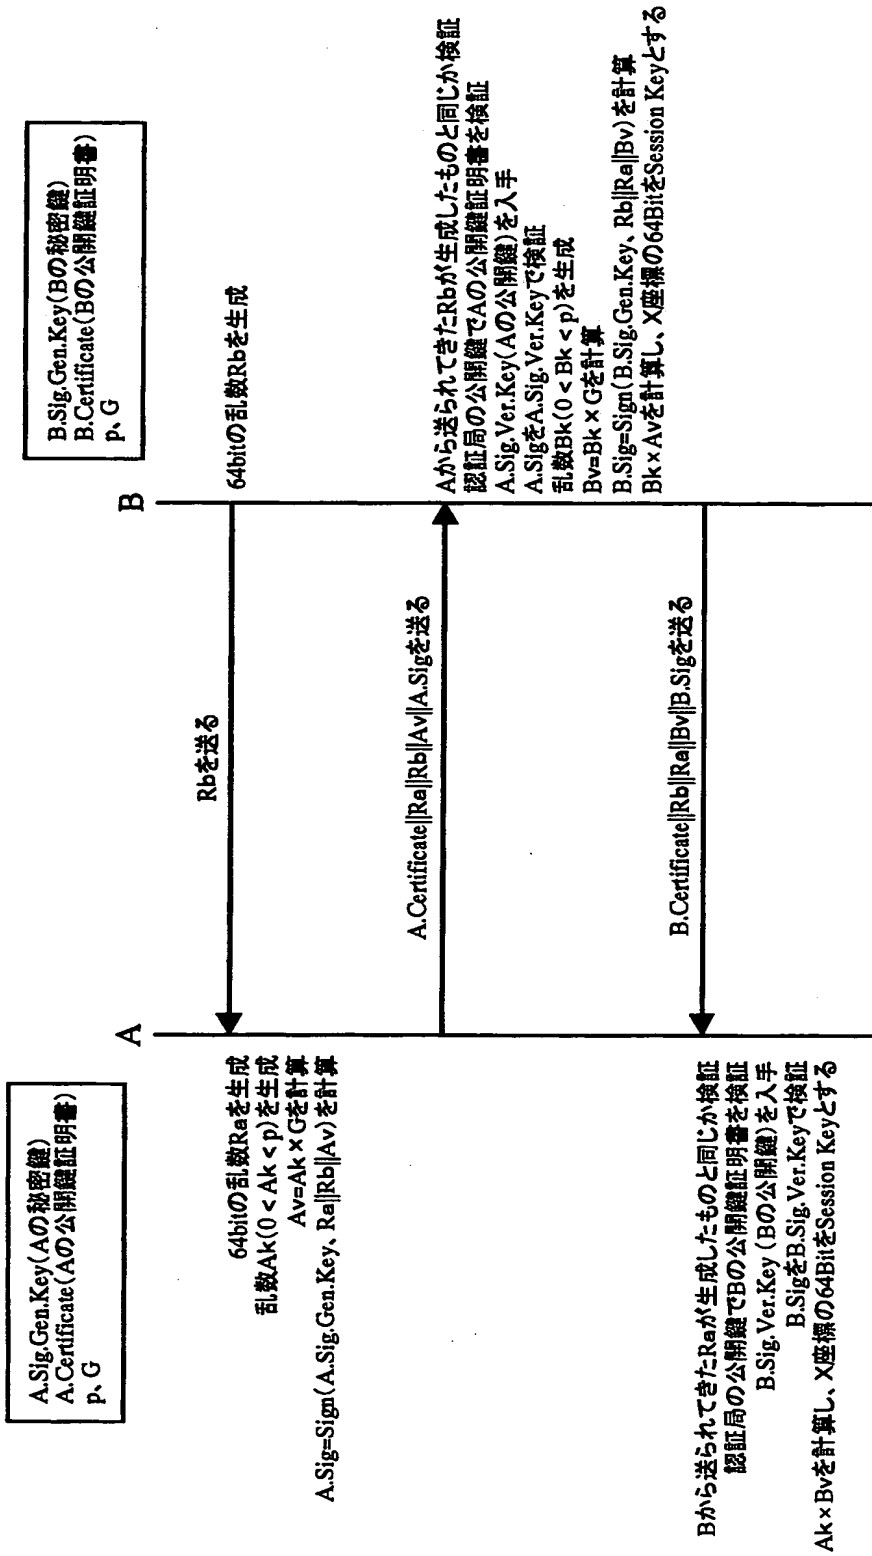 A.Sig.Gen.Key(Aの秘密鍵)
A.Certificate(Aの公開鍵証明書)
p、G
B.Sig.Gen.Key(Bの秘密鍵)
B.Certificate(Bの公開鍵証明書)
p、G
A
B
64bitの乱数Rbを生成
Rbを送る
64bitの乱数Raを生成
乱数Ak(0 < Ak < p)を生成
Av=Ak×Gを計算
A.Sig=Sign(A.Sig.Gen.Key、Ra||Rb||Av)を計算
A.Certificate||Ra||Rb||Av||A.Sigを送る
Aから送られてきたRbが生成したものと同じか検証
認証局の公開鍵でAの公開鍵証明書を検証
A.Sig.Ver.Key(Aの公開鍵)を入手
A.SigをA.Sig.Ver.Keyで検証
乱数Bk(0 < Bk < p)を生成
Bv=Bk×Gを計算
B.Sig=Sign(B.Sig.Gen.Key、Rb||Ra||Bv)を計算
Bk×Avを計算し、X座標の64BitをSession Keyとする
B.Certificate||Rb||Ra||Bv||B.Sigを送る
Bから送られてきたRaが生成したものと同じか検証
認証局の公開鍵でBの公開鍵証明書を検証
B.Sig.Ver.Key (Bの公開鍵)を入手
B.SigをB.Sig.Ver.Keyで検証
Ak×Bvを計算し、X座標の64BitをSession Keyとする